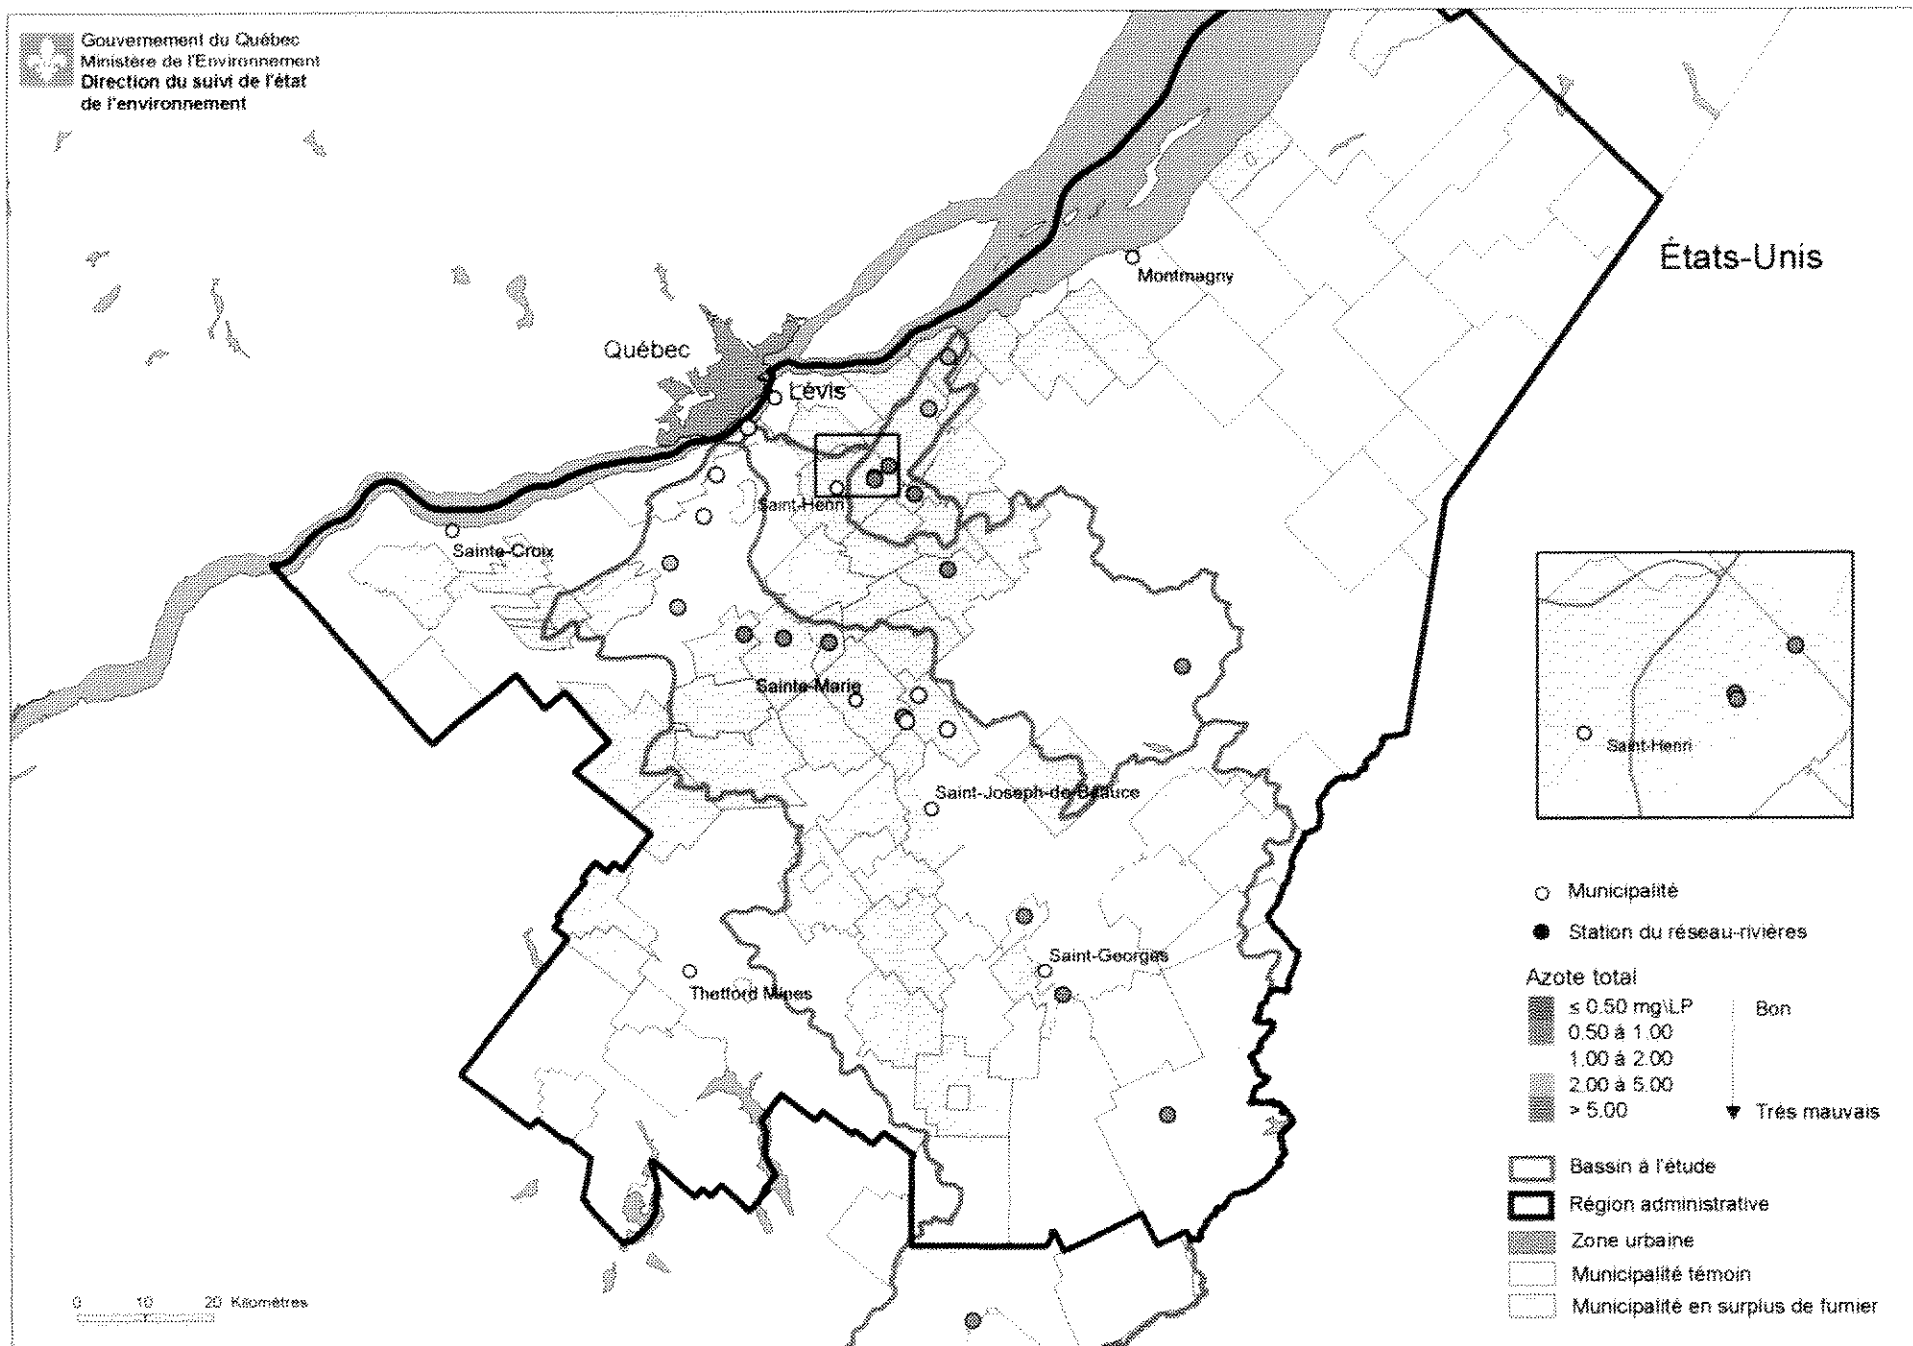 Gouvernement du Québec
Ministère de l'Environnement
Direction du suivi de l'état
de l'environnement
États-Unis
Montmagny
Québec
Lévis
Saint-Henri
Sainte-Croix
Sainte-Marie
Saint-Joseph-de-Beauce
Saint-Georges
Thetford Mines
Saint-Henri
Municipalité
Station du réseau-rivières
Azote total
≤ 0.50 mg\LP
Bon
0.50 à 1.00
1.00 à 2.00
2.00 à 5.00
> 5.00
Très mauvais
Bassin à l'étude
Région administrative
Zone urbaine
Municipalité témoin
Municipalité en surplus de fumier
0 10 20 Kilomètres